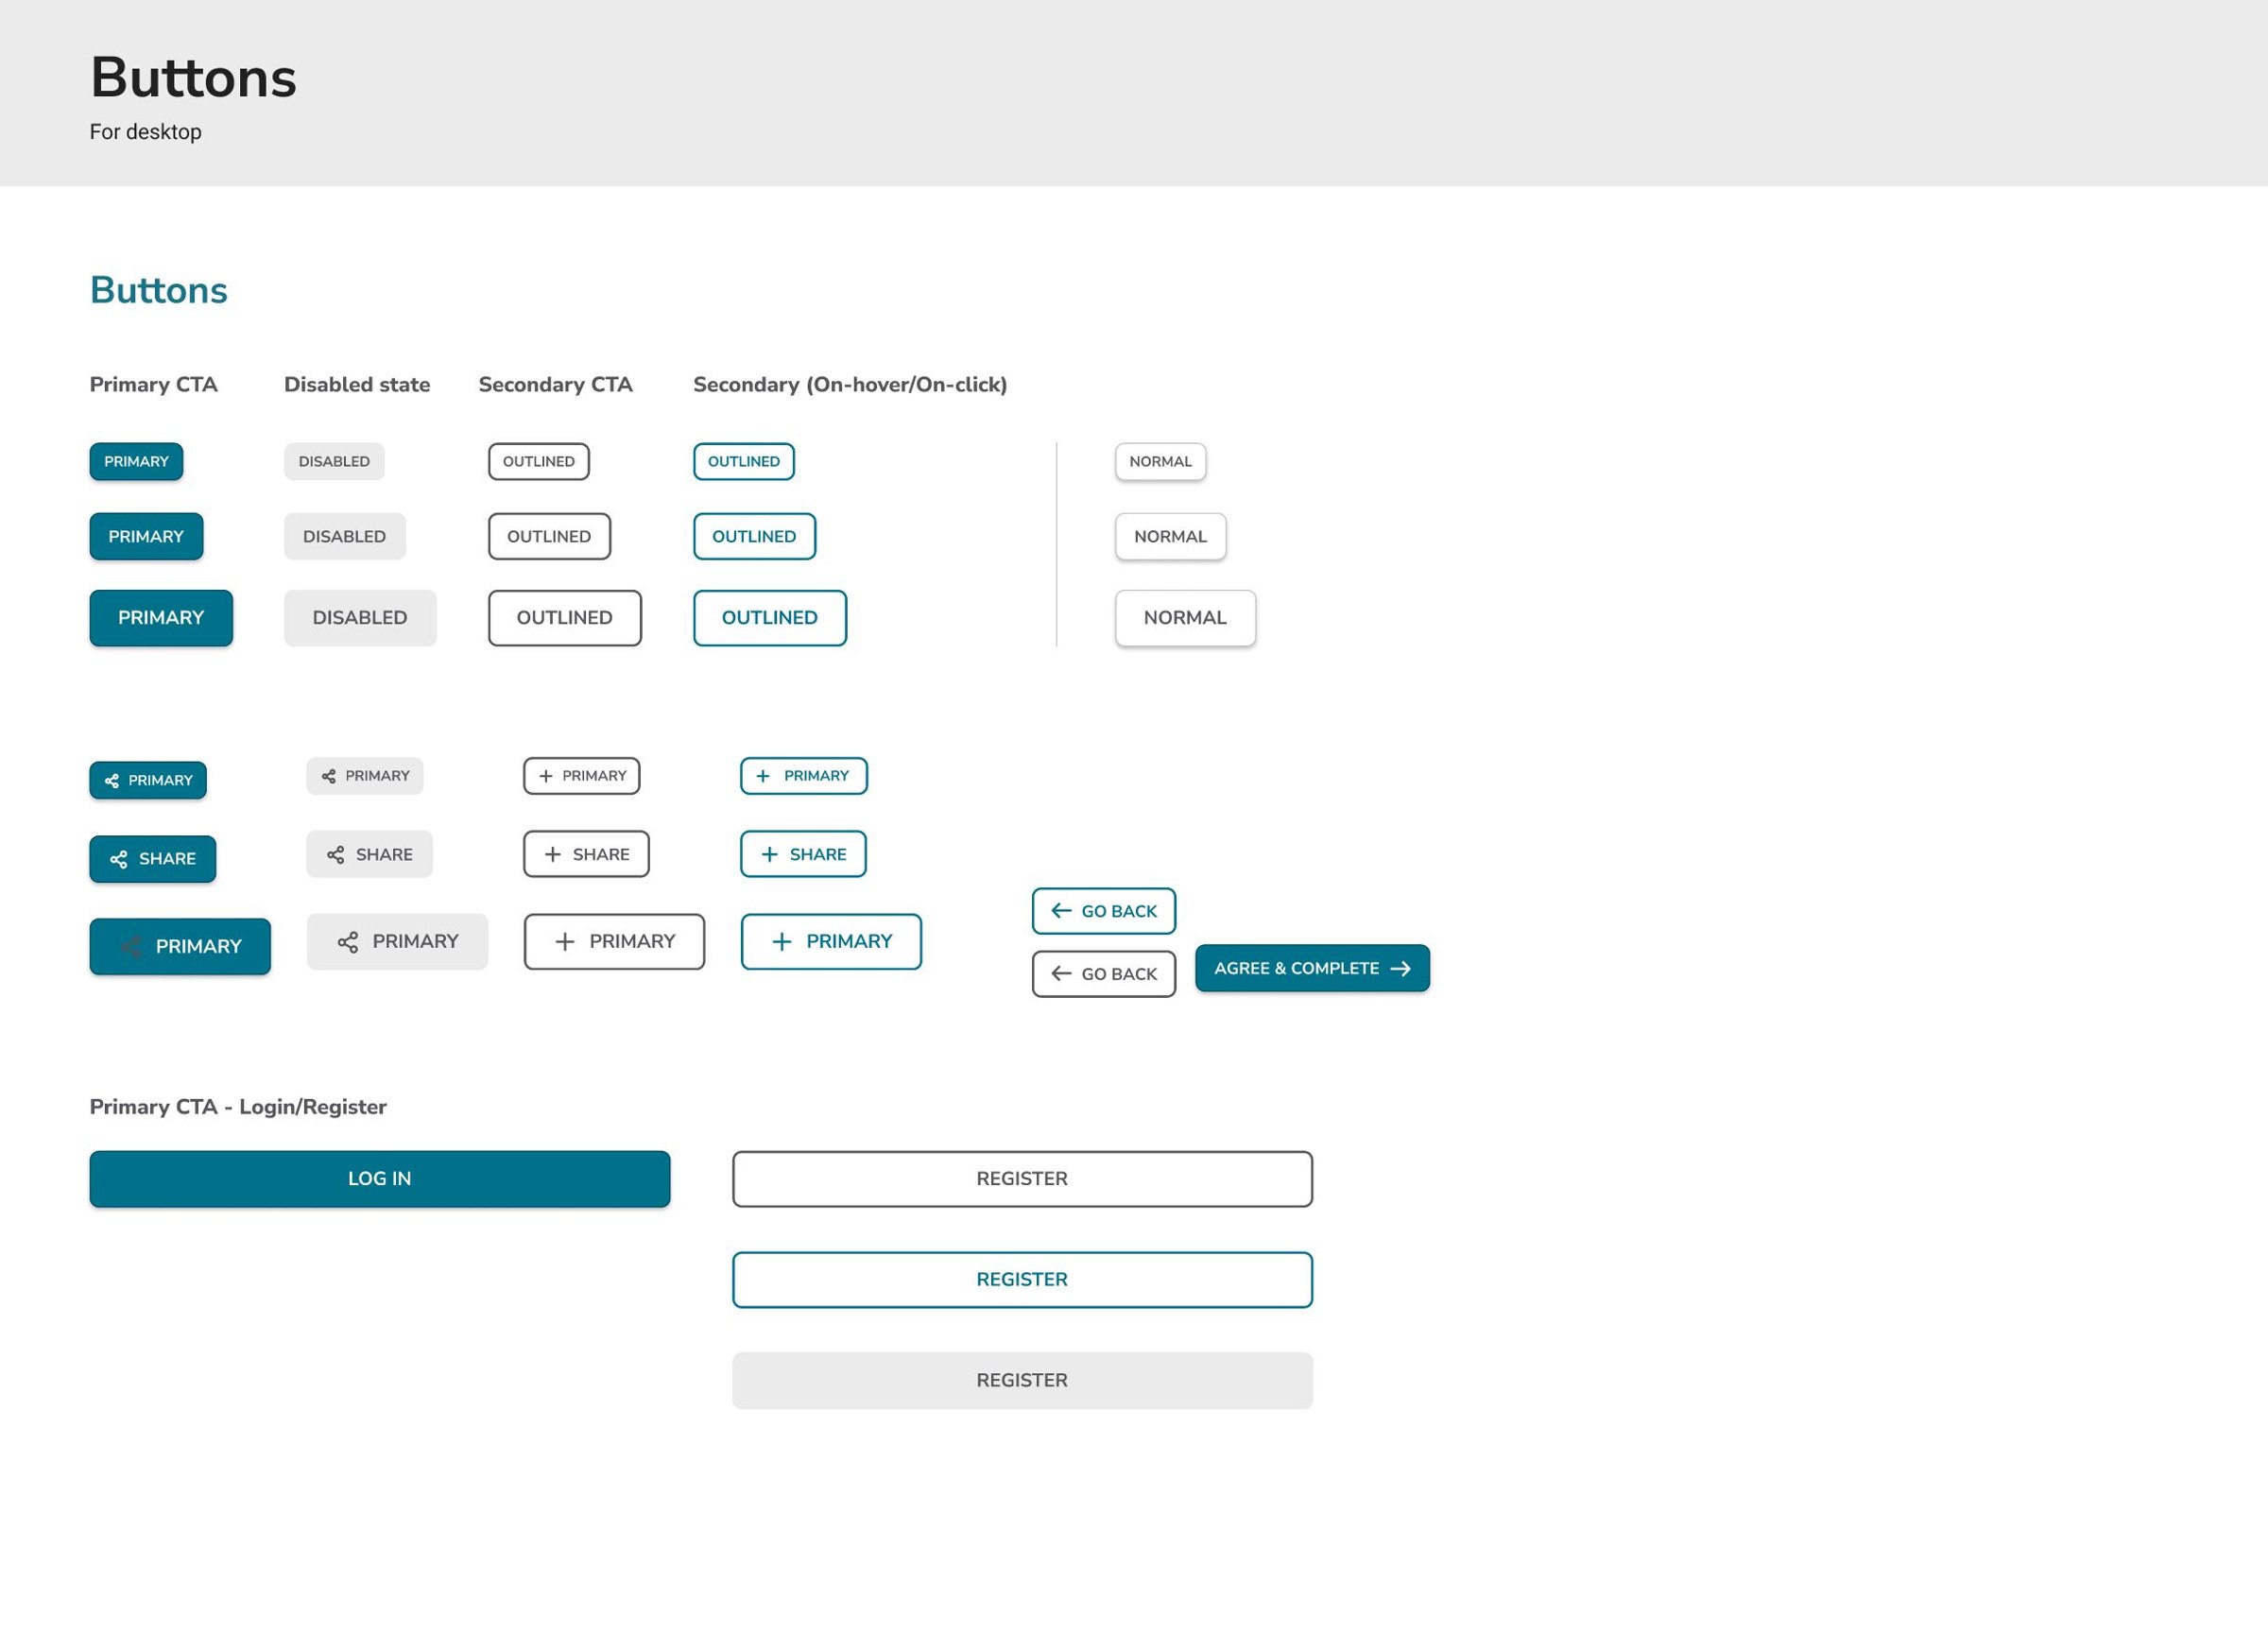 Buttons
For desktop
Buttons
Primary CTA
Disabled state
Secondary CTA
Secondary (On-hover/On-click)
PRIMARY
DISABLED
OUTLINED
OUTLINED
NORMAL
PRIMARY
DISABLED
OUTLINED
OUTLINED
NORMAL
PRIMARY
DISABLED
OUTLINED
OUTLINED
NORMAL
PRIMARY
PRIMARY
PRIMARY
PRIMARY
SHARE
SHARE
SHARE
SHARE
PRIMARY
PRIMARY
PRIMARY
PRIMARY
GO BACK
GO BACK
AGREE & COMPLETE
Primary CTA - Login/Register
LOG IN
REGISTER
REGISTER
REGISTER